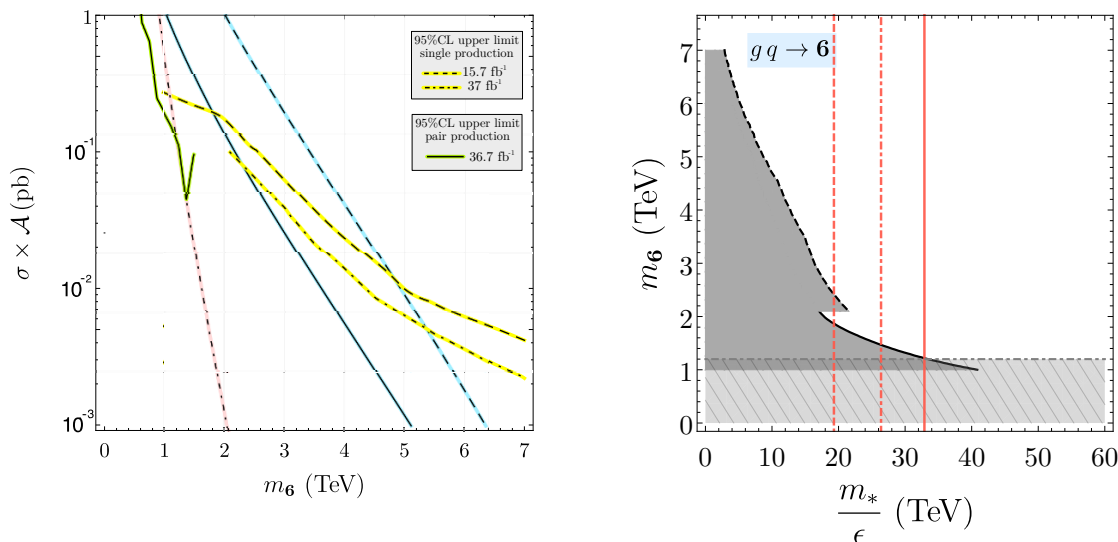 1
10⁻¹
10⁻²
10⁻³
σ × 𝒜 (pb)
95%CL upper limit
single production
15.7 fb⁻¹
37 fb⁻¹
95%CL upper limit
pair production
36.7 fb⁻¹
0 1 2 3 4 5 6 7
m₆ (TeV)
g q → 6
7
6
5
4
3
2
1
0
m₆ (TeV)
0 10 20 30 40 50 60
m∗
ϵ
(TeV)